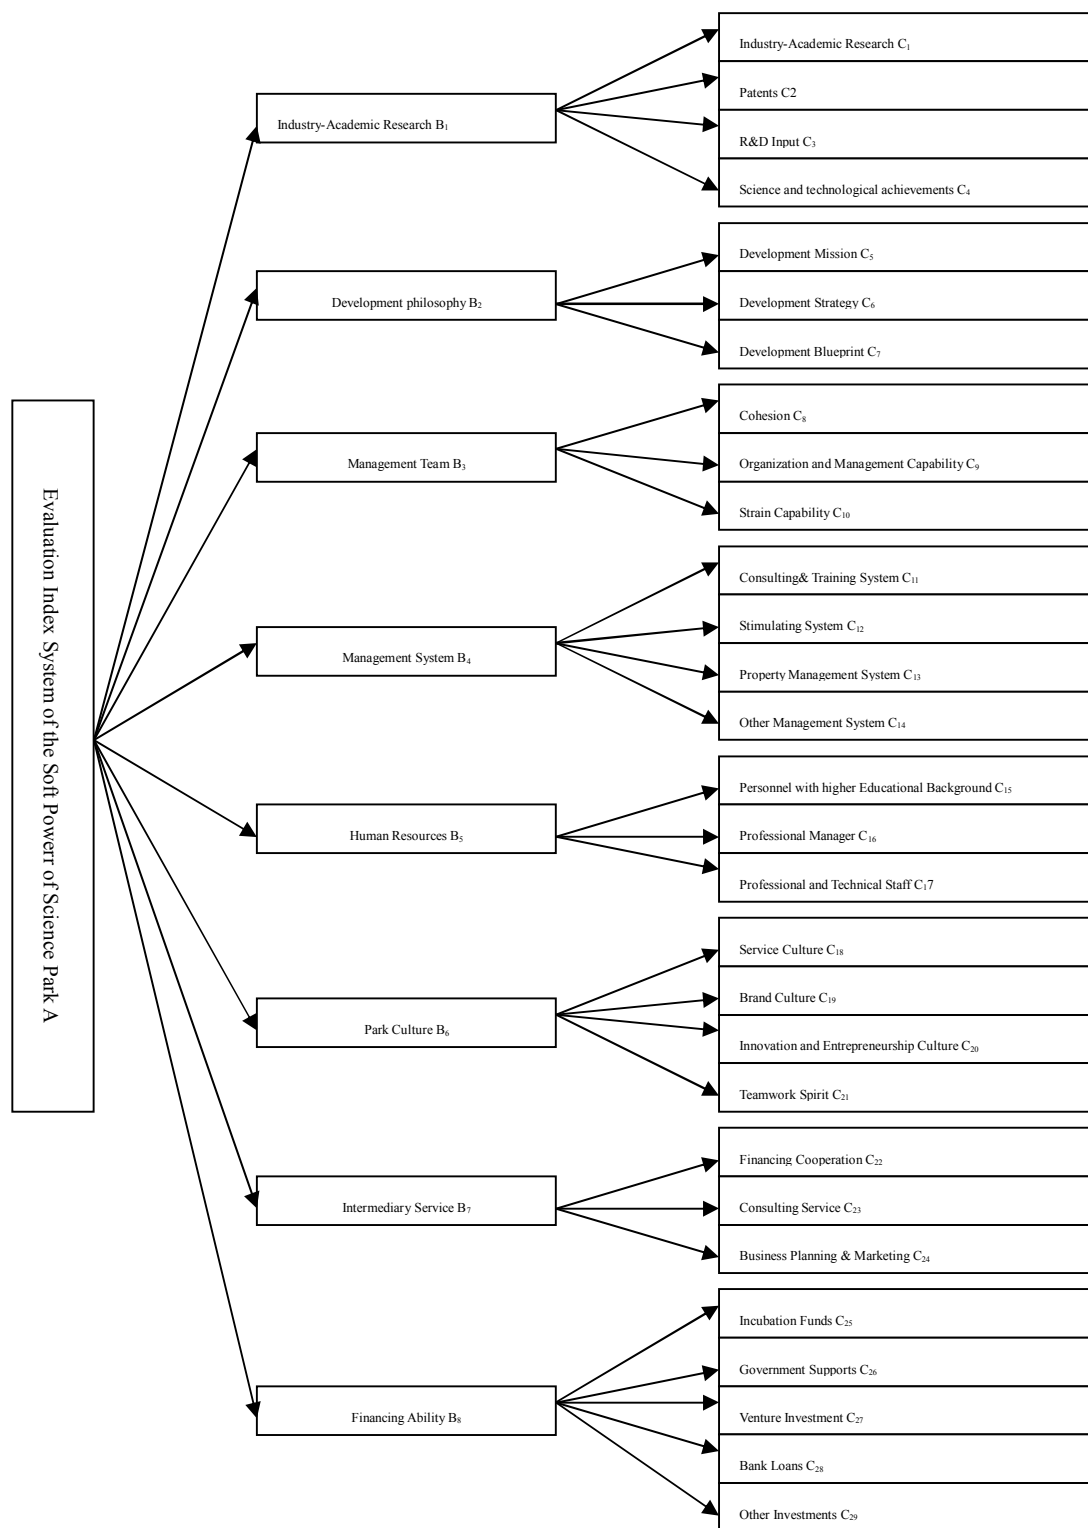 Evaluation Index System of the Soft Powerr of Science Park A
Industry-Academic Research B₁
Industry-Academic Research C₁
Patents C2
R&D Input C₃
Science and technological achievements C₄
Development philosophy B₂
Development Mission C₅
Development Strategy C₆
Development Blueprint C₇
Management Team B₃
Cohesion C₈
Organization and Management Capability C₉
Strain Capability C₁₀
Management System B₄
Consulting& Training System C₁₁
Stimulating System C₁₂
Property Management System C₁₃
Other Management System C₁₄
Human Resources B₅
Personnel with higher Educational Background C₁₅
Professional Manager C₁₆
Professional and Technical Staff C₁7
Park Culture B₆
Service Culture C₁₈
Brand Culture C₁₉
Innovation and Entrepreneurship Culture C₂₀
Teamwork Spirit C₂₁
Intermediary Service B₇
Financing Cooperation C₂₂
Consulting Service C₂₃
Business Planning & Marketing C₂₄
Financing Ability B₈
Incubation Funds C₂₅
Government Supports C₂₆
Venture Investment C₂₇
Bank Loans C₂₈
Other Investments C₂₉